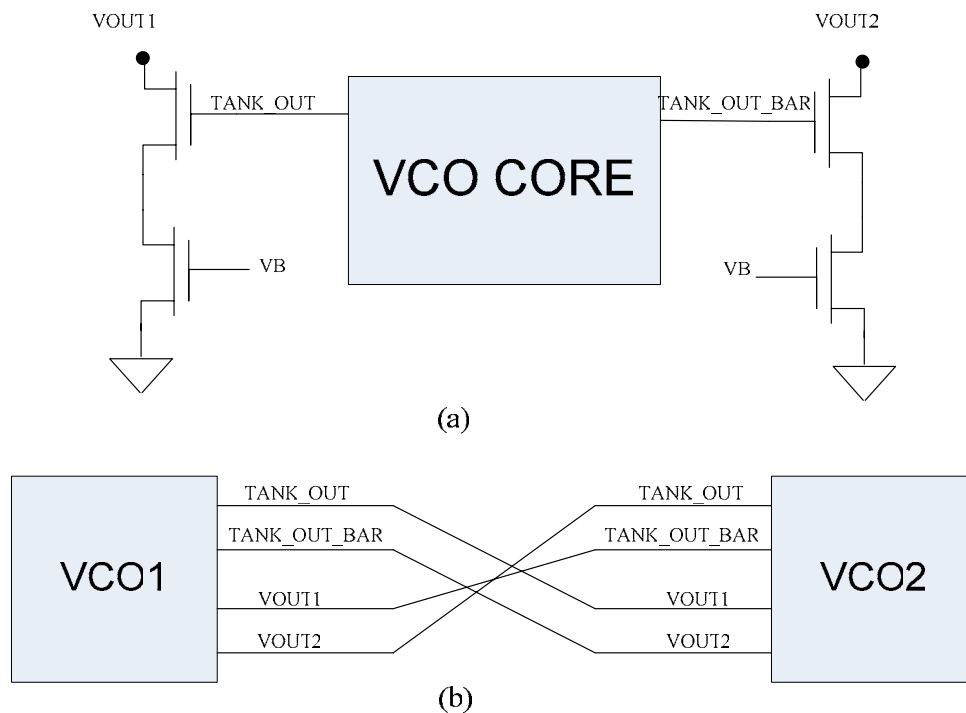 VOUT1
VOUT2
TANK_OUT
TANK_OUT_BAR
VCO CORE
VB
VB
(a)
TANK_OUT
TANK_OUT
TANK_OUT_BAR
TANK_OUT_BAR
VCO1
VCO2
VOUT1
VOUT1
VOUT2
VOUT2
(b)